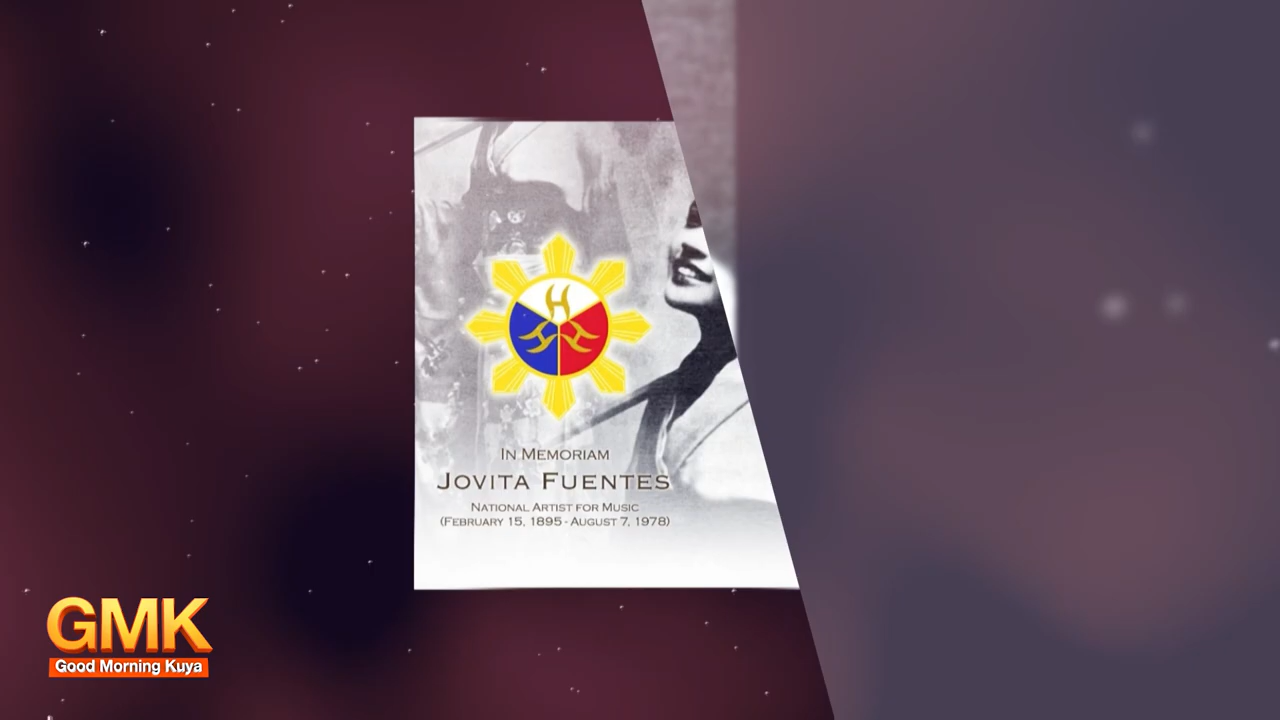 IN MEMORIAM
JOVITA FUENTES
NATIONAL ARTIST FOR MUSIC
(FEBRUARY 15, 1895 - AUGUST 7, 1978)
GMK
Good Morning Kuya